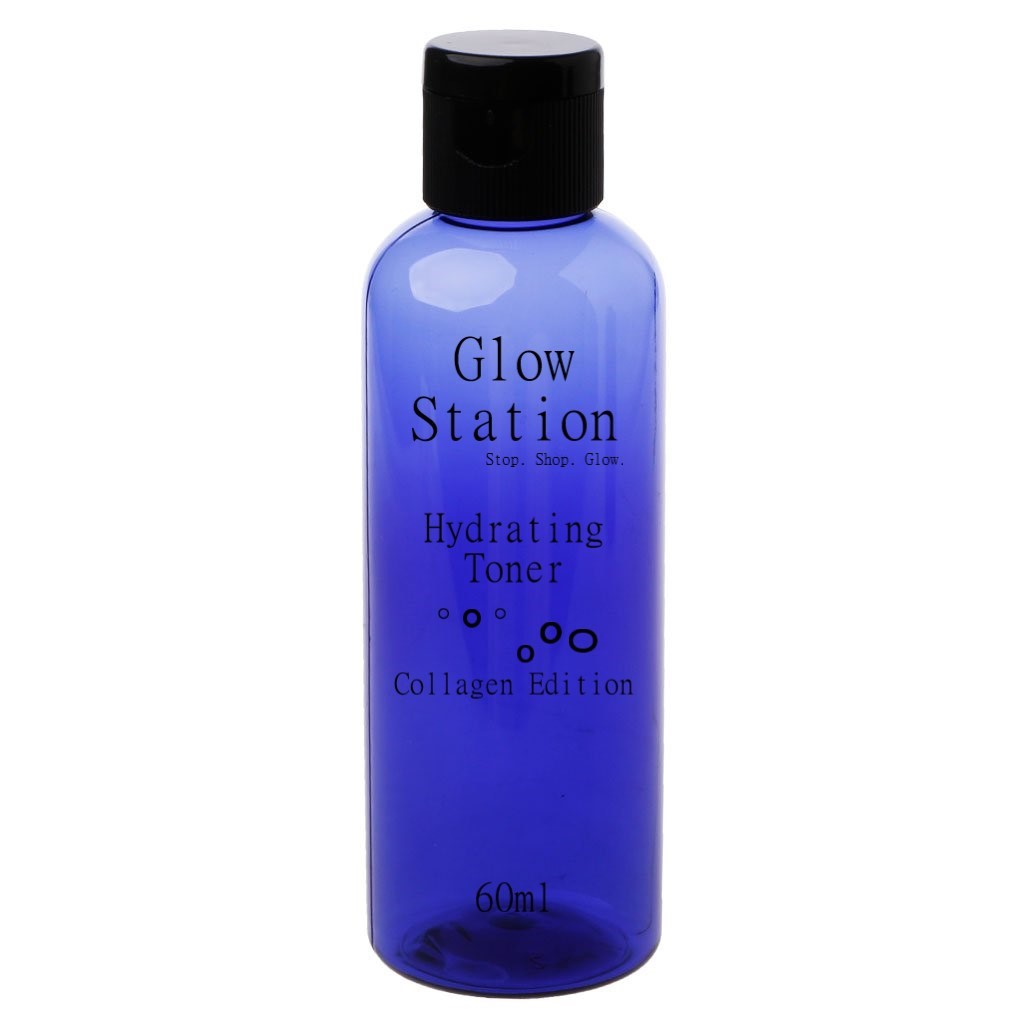 Glow
Station
Stop. Shop. Glow.
Hydrating
Toner
Collagen Edition
60ml